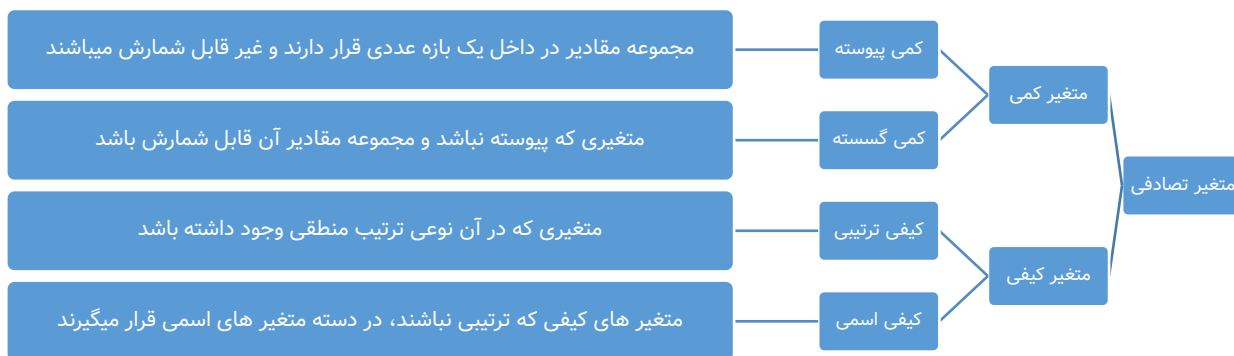 متغیر تصادفی
متغیر کمی
کمی پیوسته
مجموعه مقادیر در داخل یک بازه عددی قرار دارند و غیر قابل شمارش میباشند
کمی گسسته
متغیری که پیوسته نباشد و مجموعه مقادیر آن قابل شمارش باشد
متغیر کیفی
کیفی ترتیبی
متغیری که در آن نوعی ترتیب منطقی وجود داشته باشد
کیفی اسمی
متغیر های کیفی که ترتیبی نباشند، در دسته متغیر های اسمی قرار میگیرند